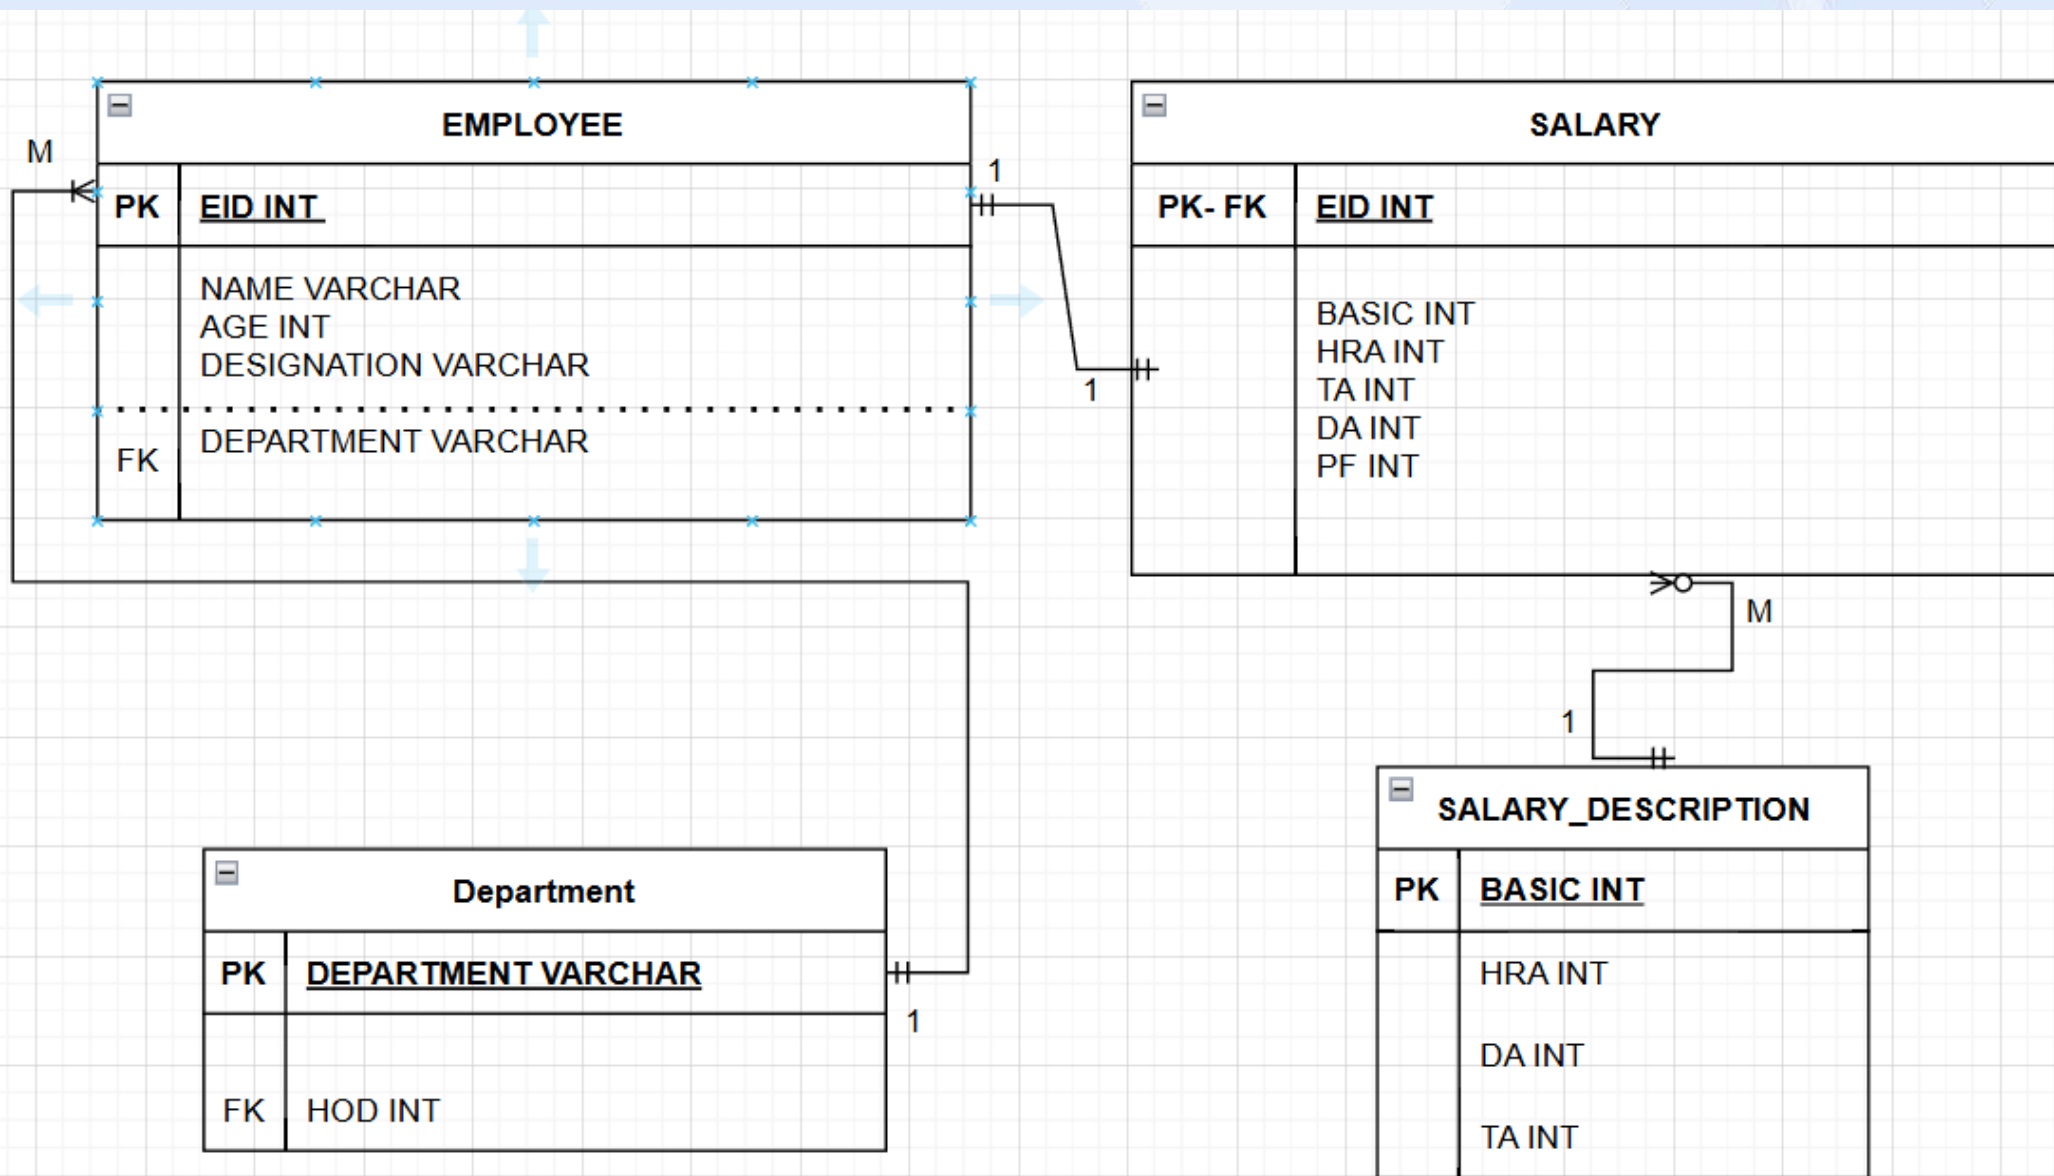 EMPLOYEE
M
PK EID INT
NAME VARCHAR
AGE INT
DESIGNATION VARCHAR
DEPARTMENT VARCHAR
FK
1
1
SALARY
PK- FK EID INT
BASIC INT
HRA INT
TA INT
DA INT
PF INT
M
1
Department
PK DEPARTMENT VARCHAR
1
FK HOD INT
SALARY_DESCRIPTION
PK BASIC INT
HRA INT
DA INT
TA INT